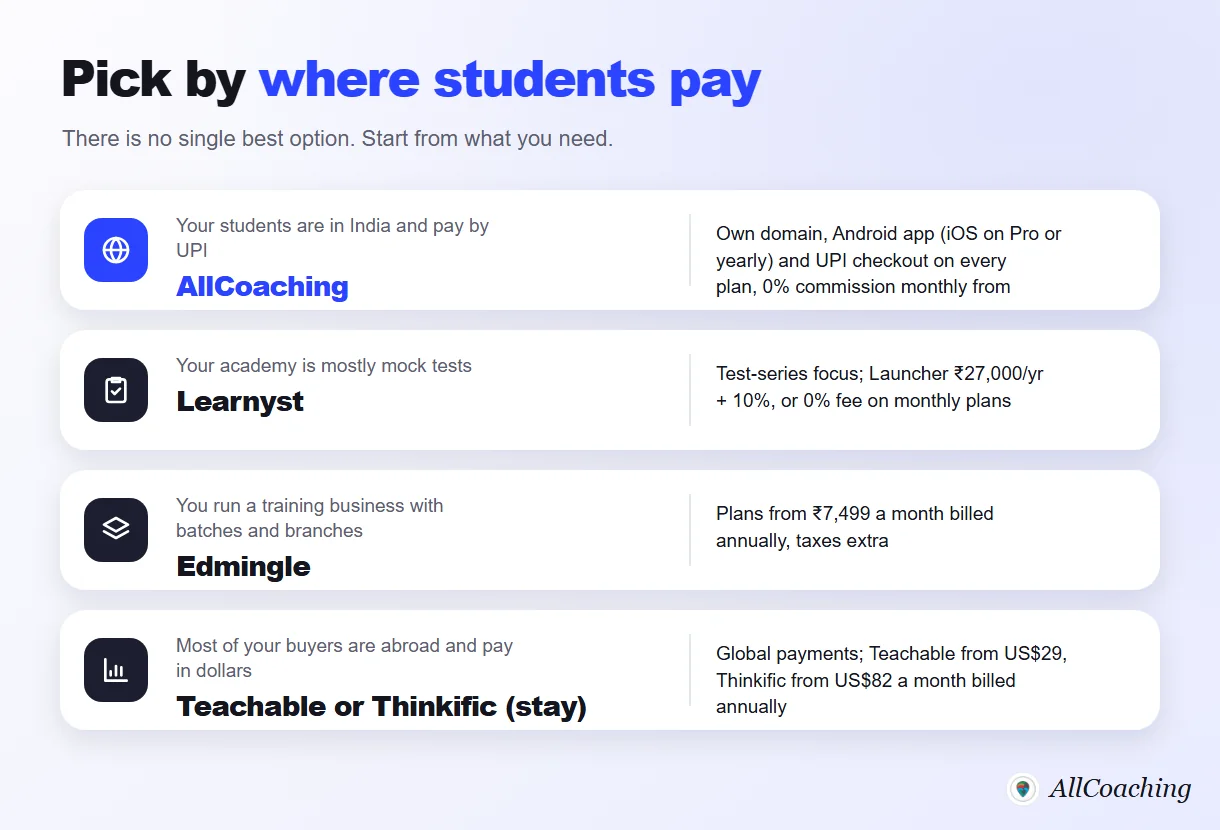 Pick by where students pay
There is no single best option. Start from what you need.
Your students are in India and pay by
UPI
AllCoaching
Own domain, Android app (iOS on Pro or
yearly) and UPI checkout on every
plan, 0% commission monthly from
Your academy is mostly mock tests
Learnyst
Test-series focus; Launcher ₹27,000/yr
+ 10%, or 0% fee on monthly plans
You run a training business with
batches and branches
Edmingle
Plans from ₹7,499 a month billed
annually, taxes extra
Most of your buyers are abroad and pay
in dollars
Teachable or Thinkific (stay)
Global payments; Teachable from US$29,
Thinkific from US$82 a month billed
annually
AllCoaching